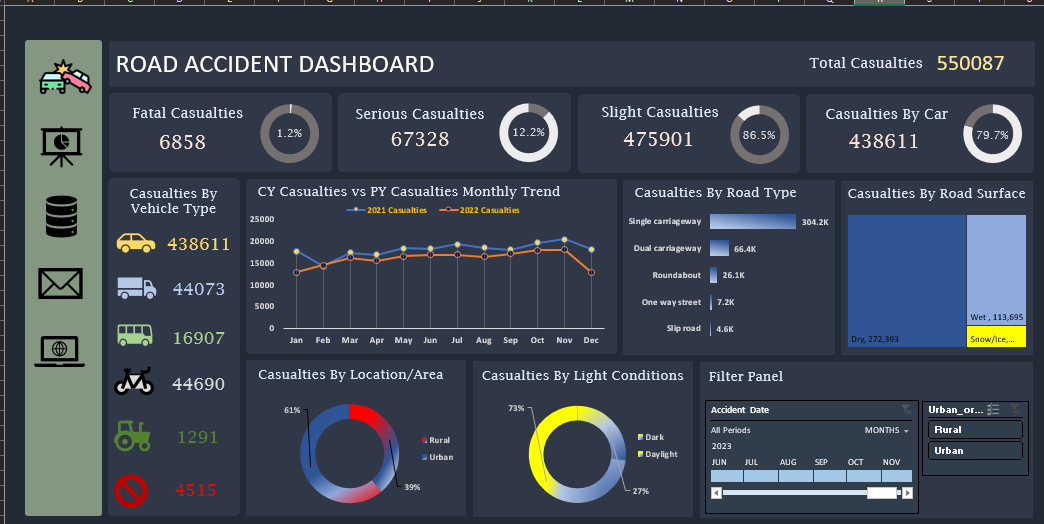 ROAD ACCIDENT DASHBOARD
Total Casualties 550087
Fatal Casualties
6858
1.2%
Serious Casualties
67328
12.2%
Slight Casualties
475901
86.5%
Casualties By Car
438611
79.7%
Casualties By
Vehicle Type
438611
44073
16907
44690
1291
4515
CY Casualties vs PY Casualties Monthly Trend
2021 Casualties 2022 Casualties
25000
20000
15000
10000
5000
0
Jan Feb Mar Apr May Jun Jul Aug Sep Oct Nov Dec
Casualties By Road Type
Single carriageway 304.2K
Dual carriageway 66.4K
Roundabout 26.1K
One way street 7.2K
Slip road 4.6K
Casualties By Road Surface
Dry, 272,393
Wet , 113,695
Snow/Ice,...
Casualties By Location/Area
61%
39%
Rural
Urban
Casualties By Light Conditions
73%
27%
Dark
Daylight
Filter Panel
Accident Date
All Periods MONTHS
2023
JUN JUL AUG SEP OCT NOV
Urban_or...
Rural
Urban